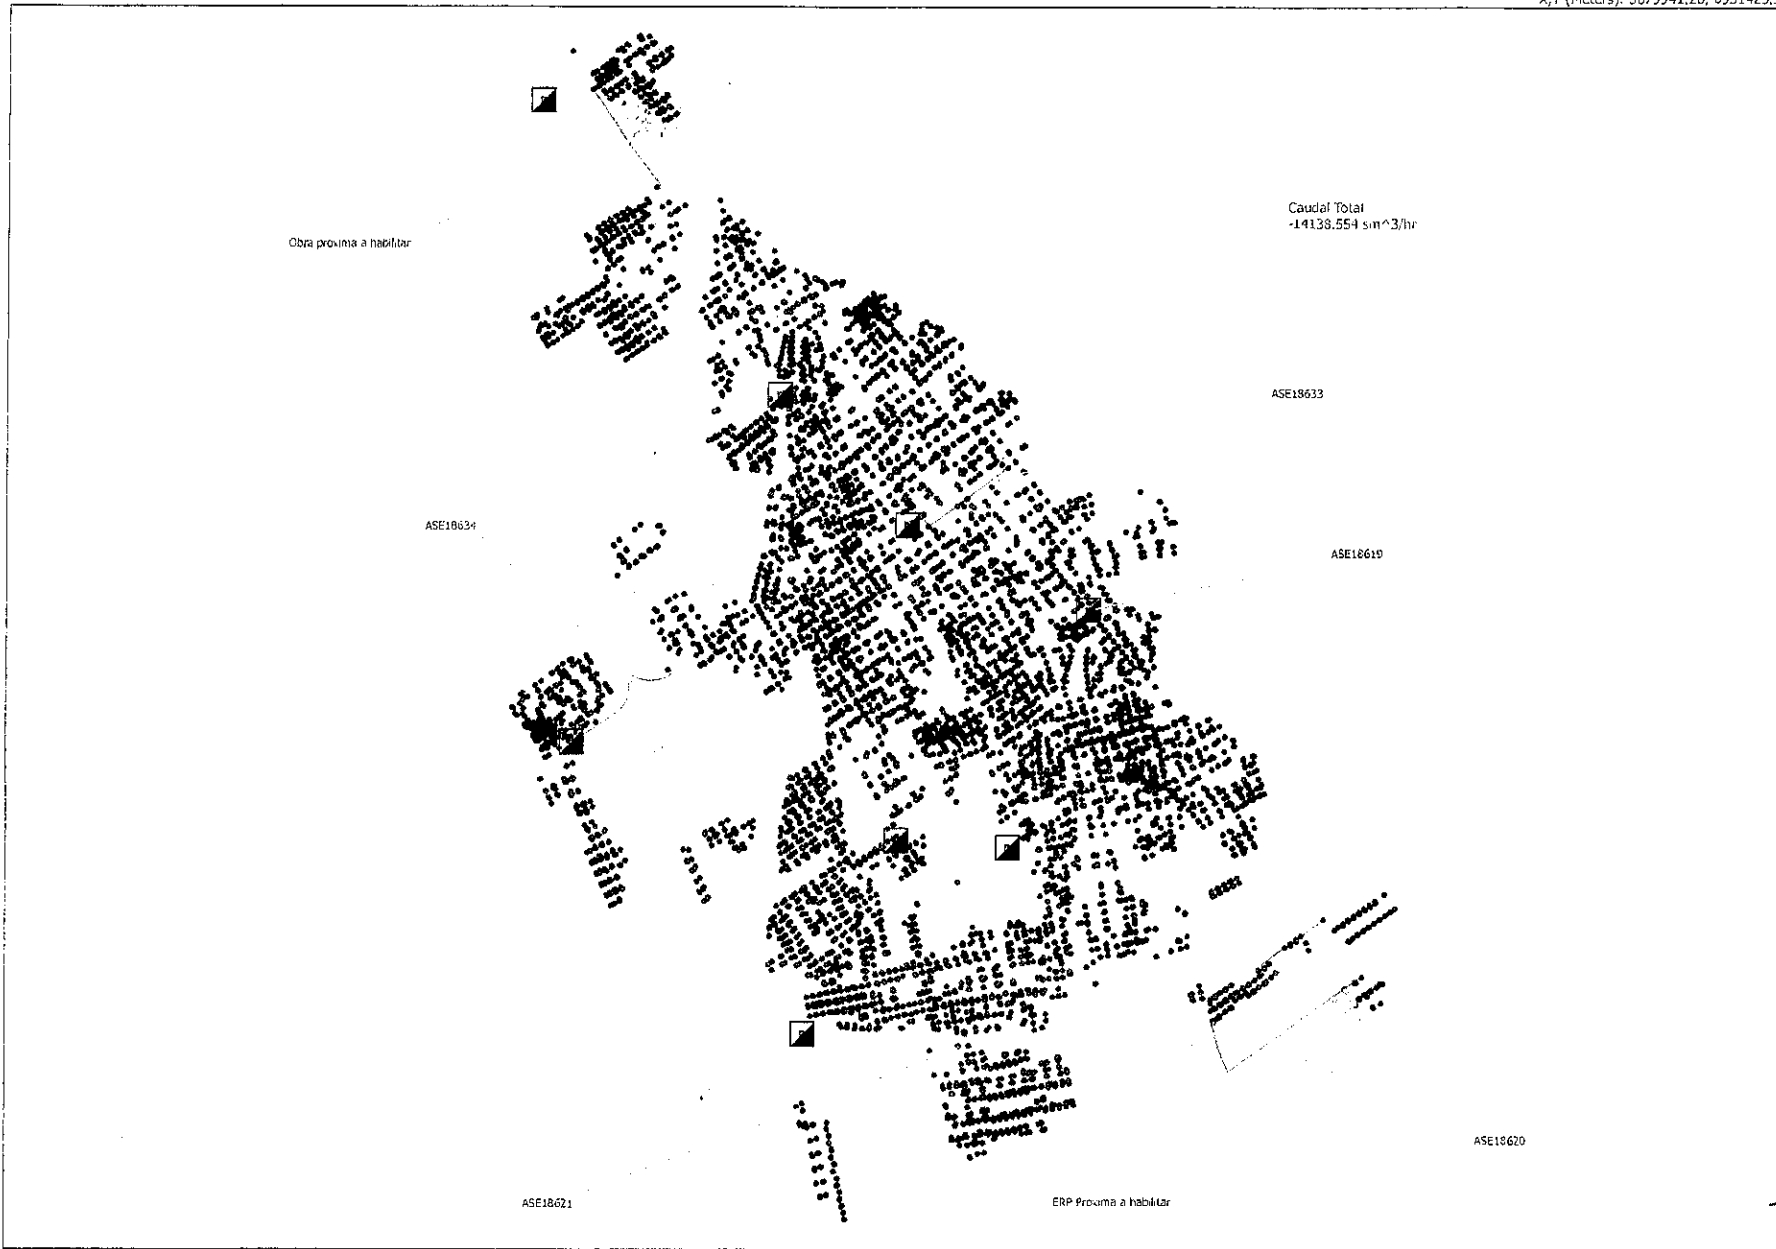 Caudal Total
-14138.554 sm^3/hr
Obra proxima a habilitar
ASE18633
ASE18634
ASE18619
ASE18620
ASE18621
ERP Proxima a habilitar